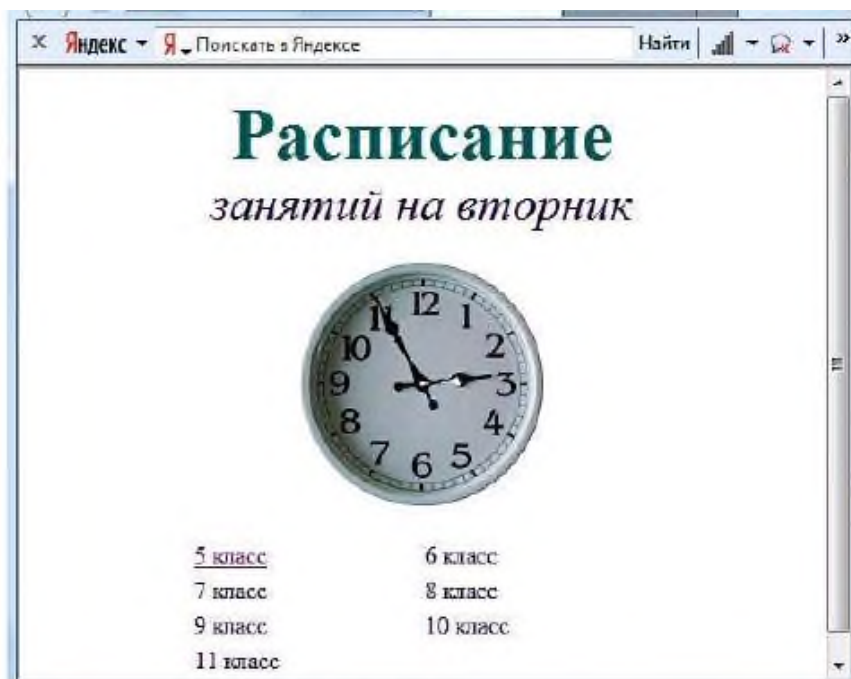 × Яндекс Я Поискать в Яндексе Найти »
Расписание
занятий на вторник
12
11 1
10 2
9 3
8 4
7 6 5
5 класс 6 класс
7 класс 8 класс
9 класс 10 класс
11 класс